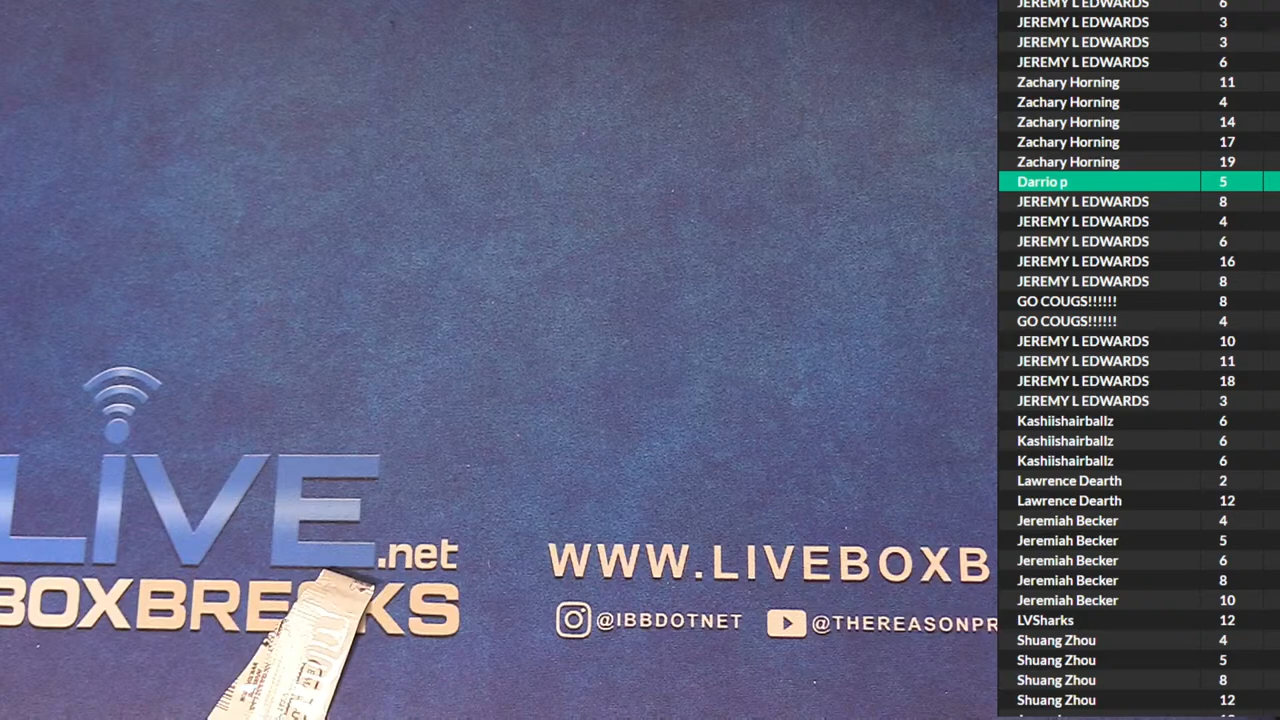 JEREMY L EDWARDS 6
JEREMY L EDWARDS 3
JEREMY L EDWARDS 3
JEREMY L EDWARDS 6
Zachary Horning 11
Zachary Horning 4
Zachary Horning 14
Zachary Horning 17
Zachary Horning 19
Darrio p 5
JEREMY L EDWARDS 8
JEREMY L EDWARDS 4
JEREMY L EDWARDS 6
JEREMY L EDWARDS 16
JEREMY L EDWARDS 8
GO COUGS!!!!!! 8
GO COUGS!!!!!! 4
JEREMY L EDWARDS 10
JEREMY L EDWARDS 11
JEREMY L EDWARDS 18
JEREMY L EDWARDS 3
Kashiishairballz 6
Kashiishairballz 6
Kashiishairballz 6
Lawrence Dearth 2
Lawrence Dearth 12
Jeremiah Becker 4
Jeremiah Becker 5
Jeremiah Becker 6
Jeremiah Becker 8
Jeremiah Becker 10
LVSharks 12
Shuang Zhou 4
Shuang Zhou 5
Shuang Zhou 8
Shuang Zhou 12
LIVE.net
BOXBRE KS
WWW.LIVEBOXB
@IBBDOTNET @THEREASONPR